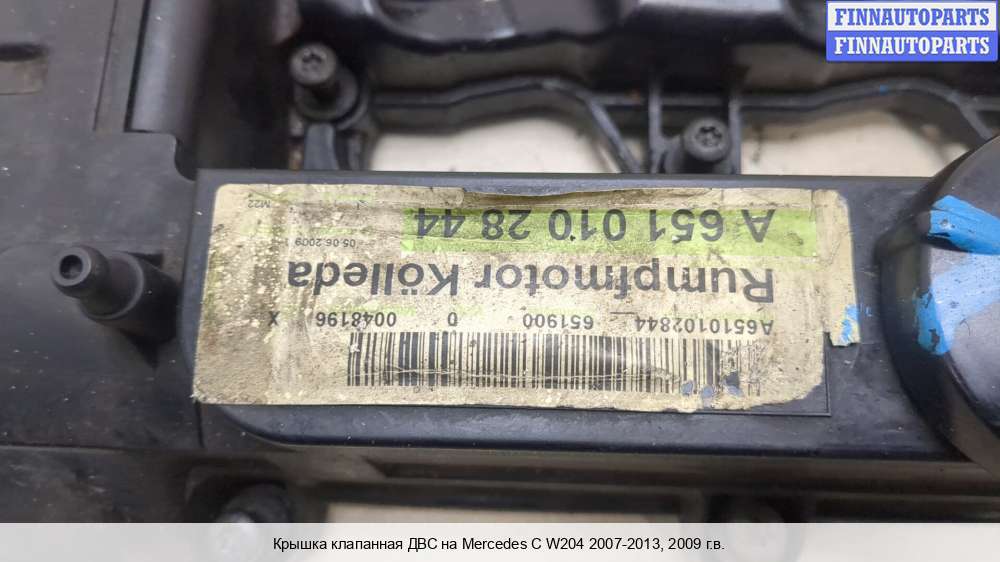 FINNAUTOPARTS
FINNAUTOPARTS
A6510102844 651900 D 0048196 X
Rumpfmotor Kölleda
A 651 010 28 44
05.06.2009
M22
Крышка клапанная ДВС на Mercedes C W204 2007-2013, 2009 г.в.